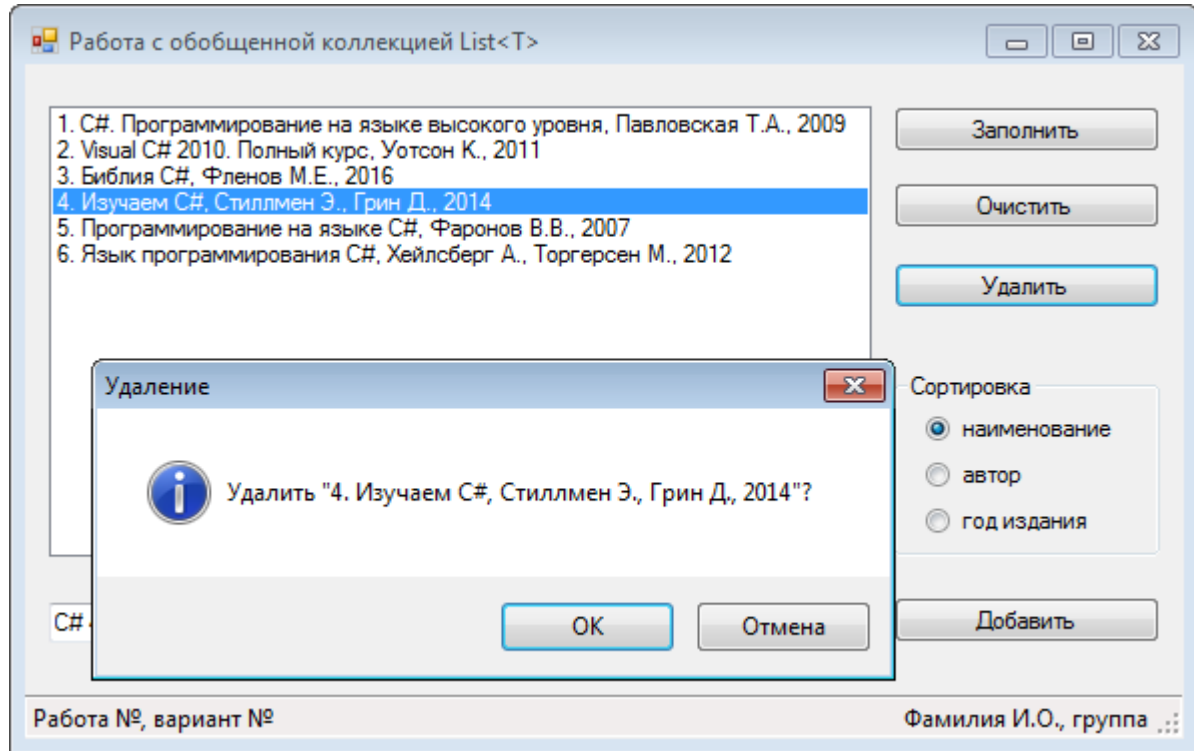 Работа с обобщенной коллекцией List<T>
1. C#. Программирование на языке высокого уровня, Павловская Т.А., 2009
2. Visual C# 2010. Полный курс, Уотсон К., 2011
3. Библия C#, Фленов М.Е., 2016
4. Изучаем C#, Стиллмен Э., Грин Д., 2014
5. Программирование на языке C#, Фаронов В.В., 2007
6. Язык программирования C#, Хейлсберг А., Торгерсен М., 2012
Заполнить
Очистить
Удалить
Удаление
Удалить "4. Изучаем C#, Стиллмен Э., Грин Д., 2014"?
OK
Отмена
Сортировка
наименование
автор
год издания
C#
Добавить
Работа №, вариант №
Фамилия И.О., группа